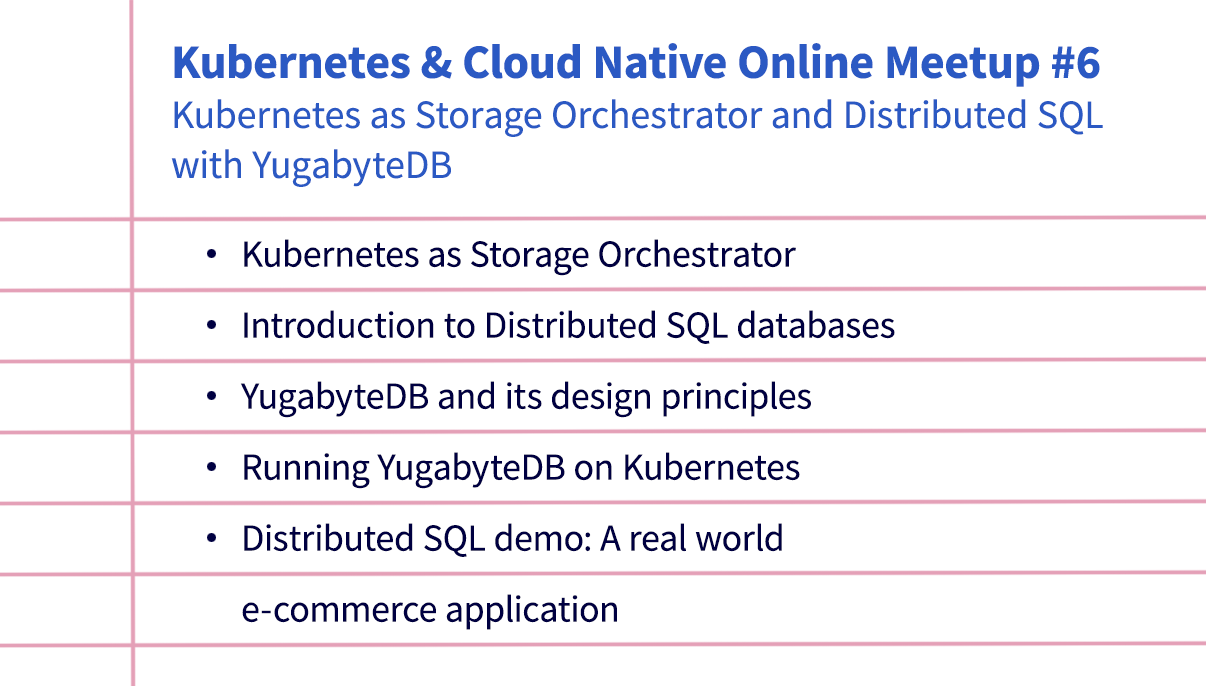 Kubernetes & Cloud Native Online Meetup #6
Kubernetes as Storage Orchestrator and Distributed SQL
with YugabyteDB
• Kubernetes as Storage Orchestrator
• Introduction to Distributed SQL databases
• YugabyteDB and its design principles
• Running YugabyteDB on Kubernetes
• Distributed SQL demo: A real world
e-commerce application